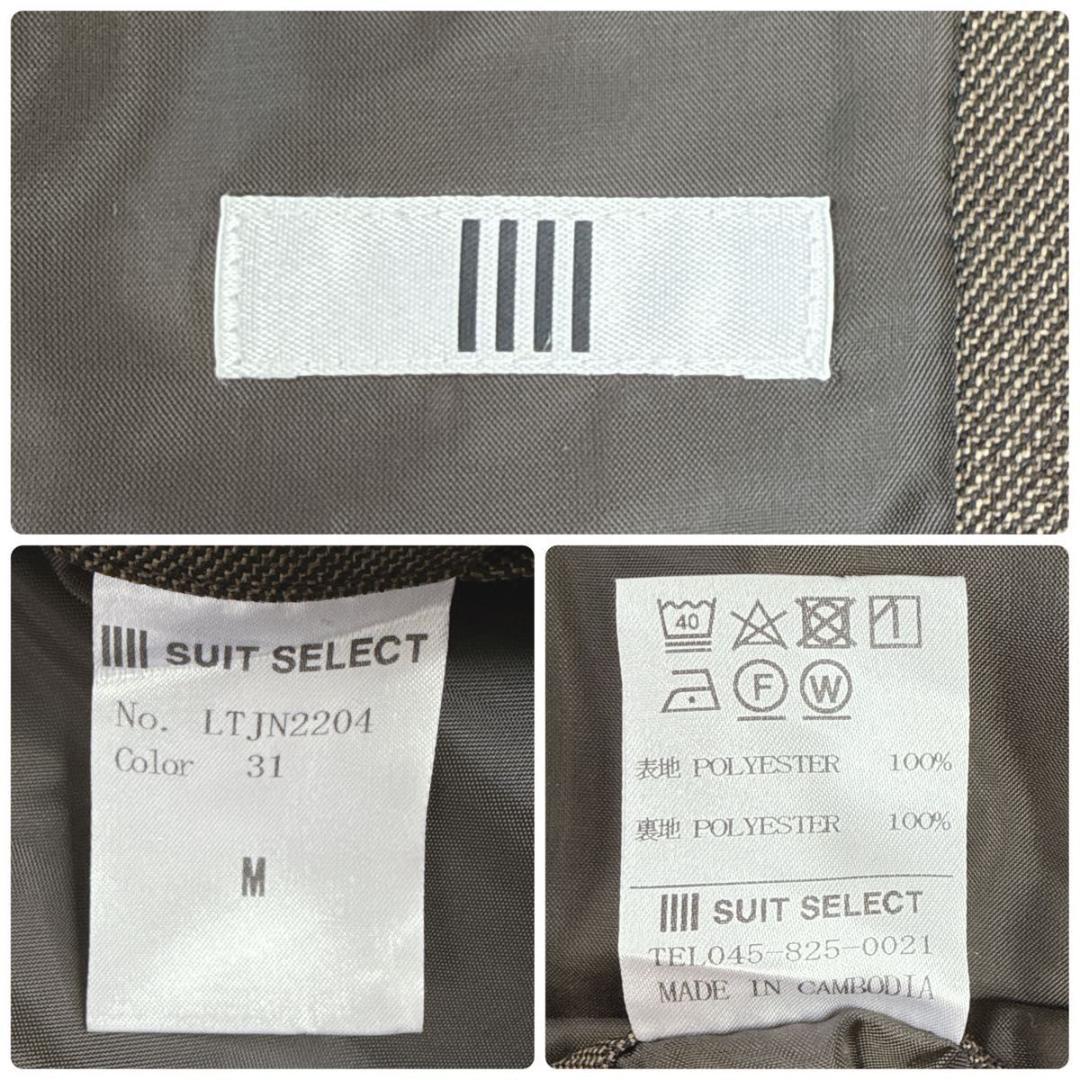 SUIT SELECT
No. LTJN2204
Color 31
M
40
F W
表地 POLYESTER 100%
裏地 POLYESTER 100%
SUIT SELECT
TEL045-825-0021
MADE IN CAMBODIA